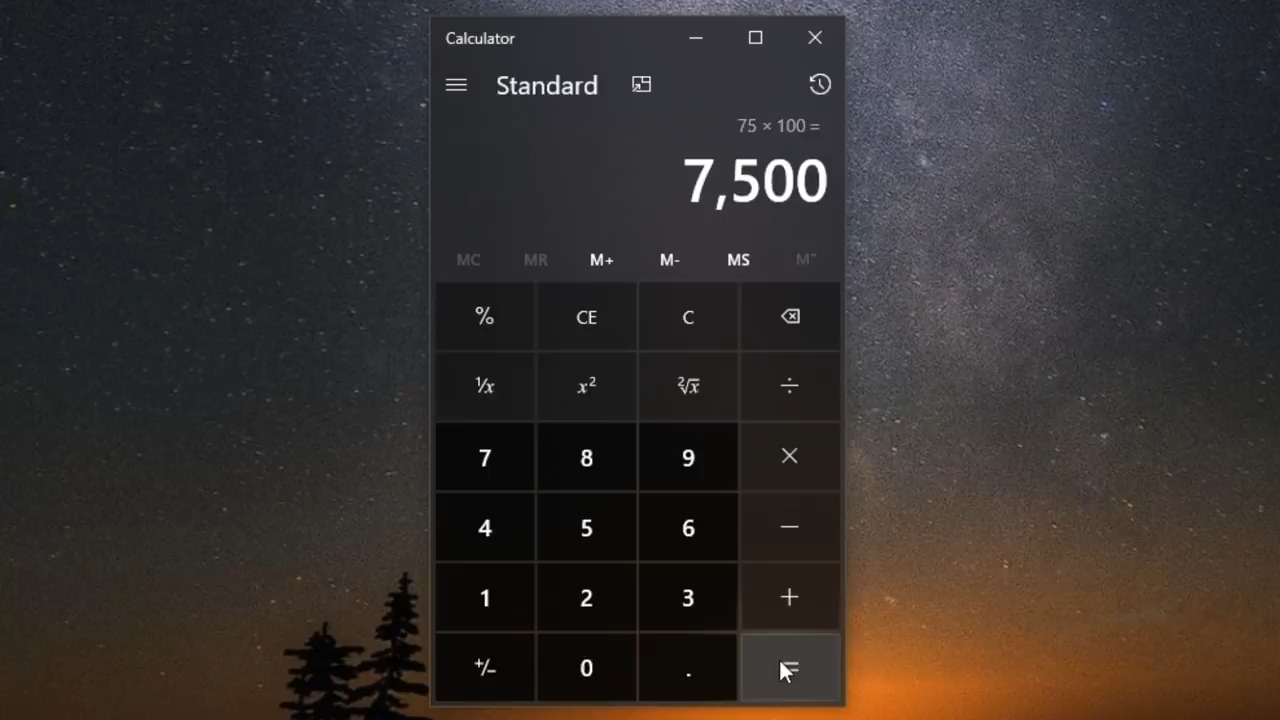 Calculator
Standard
75 × 100 =
7,500
MC MR M+ M- MS M˅
% CE C
¹/x x² ²√x ÷
7 8 9 ×
4 5 6 −
1 2 3 +
+/− 0 . =